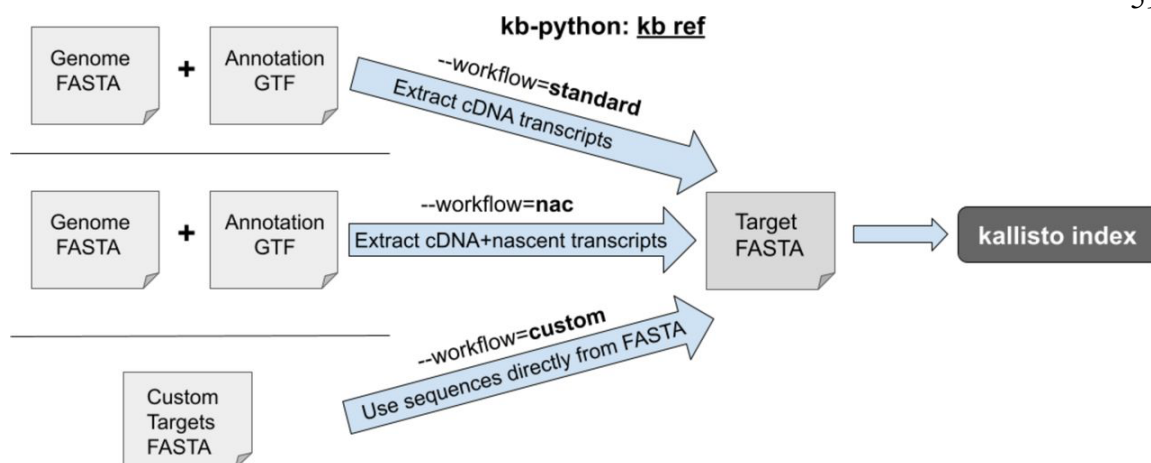 kb-python: kb ref
Genome
FASTA
+
Annotation
GTF
--workflow=standard
Extract cDNA transcripts
Genome
FASTA
+
Annotation
GTF
--workflow=nac
Extract cDNA+nascent transcripts
Target
FASTA
kallisto index
--workflow=custom
Use sequences directly from FASTA
Custom
Targets
FASTA